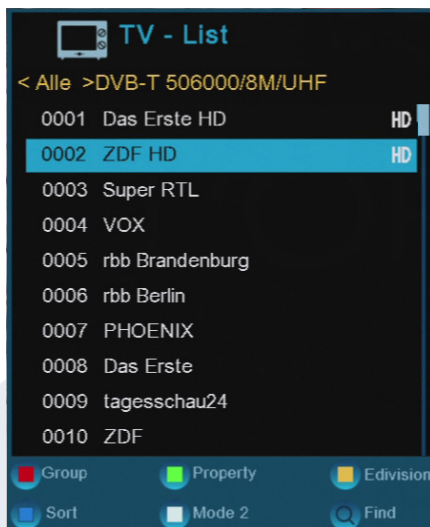 TV - List
< Alle >DVB-T 506000/8M/UHF
0001 Das Erste HD HD
0002 ZDF HD HD
0003 Super RTL
0004 VOX
0005 rbb Brandenburg
0006 rbb Berlin
0007 PHOENIX
0008 Das Erste
0009 tagesschau24
0010 ZDF
Group Property Edivision
Sort Mode 2 Find